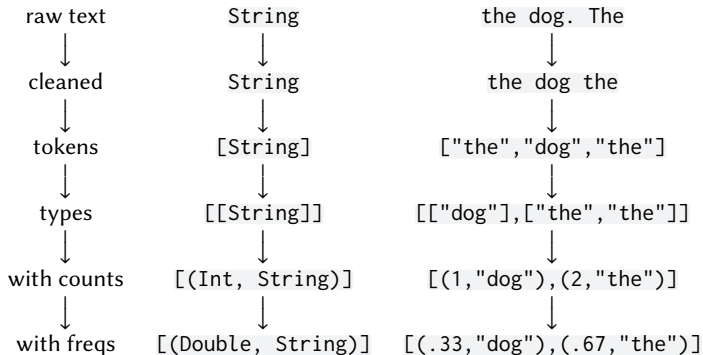 raw text String the dog. The
cleaned String the dog the
tokens [String] ["the","dog","the"]
types [[String]] [["dog"],["the","the"]]
with counts [(Int, String)] [(1,"dog"),(2,"the")]
with freqs [(Double, String)] [(.33,"dog"),(.67,"the")]